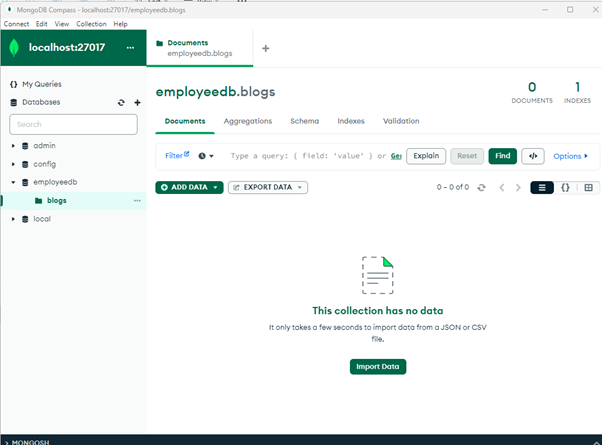 MongoDB Compass - localhost:27017/employeedb.blogs
Connect Edit View Collection Help
localhost:27017 ...
Documents
employeedb.blogs
My Queries
Databases
Search
admin
config
employeedb
blogs ...
local
employeedb.blogs
0
DOCUMENTS
1
INDEXES
Documents Aggregations Schema Indexes Validation
Filter Type a query: { field: 'value' } or Ge Explain Reset Find </> Options
ADD DATA EXPORT DATA 0 – 0 of 0 {}
This collection has no data
It only takes a few seconds to import data from a JSON or CSV
file.
Import Data
>_MONGOSH